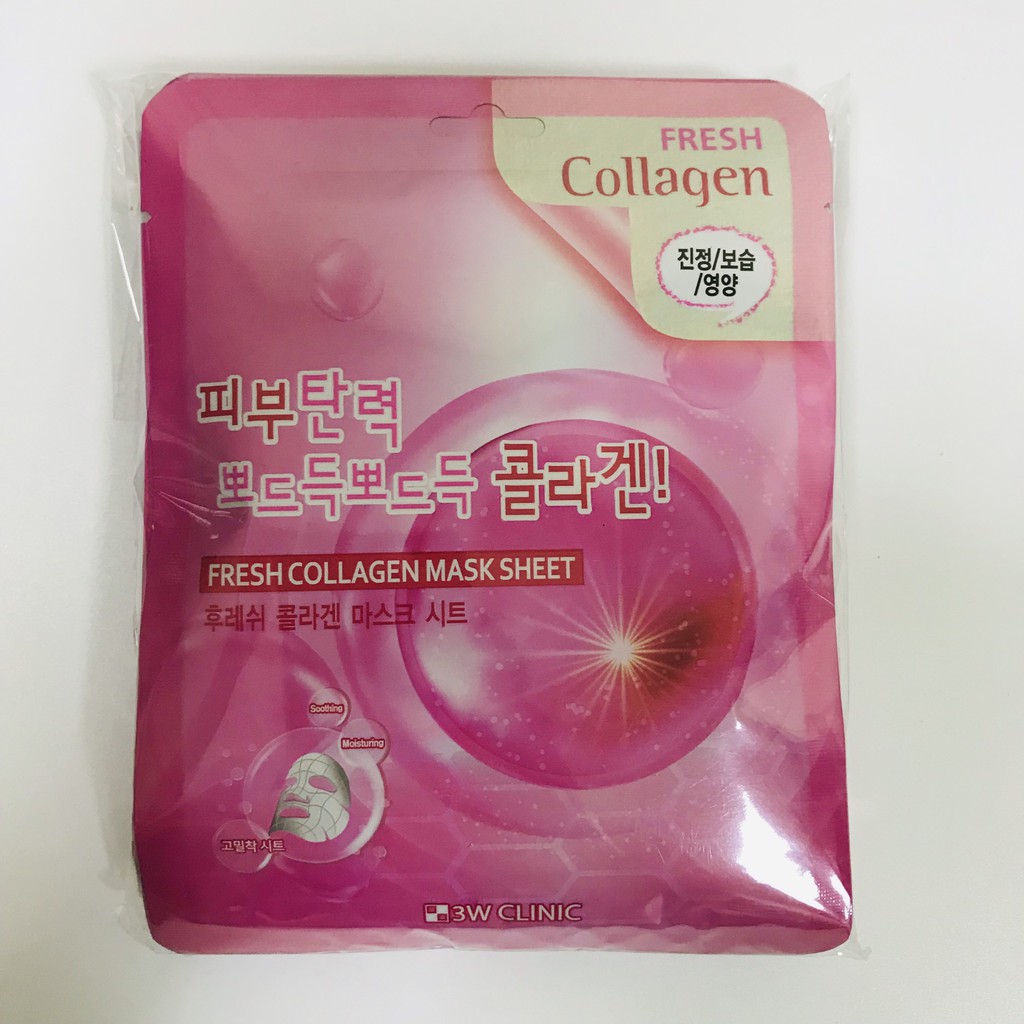 FRESH
Collagen
진정/보습
/영양
피부탄력
뽀드득뽀드득 콜라겐!
FRESH COLLAGEN MASK SHEET
후레쉬 콜라겐 마스크 시트
Soothing
Moisturing
고밀착 시트
3W CLINIC